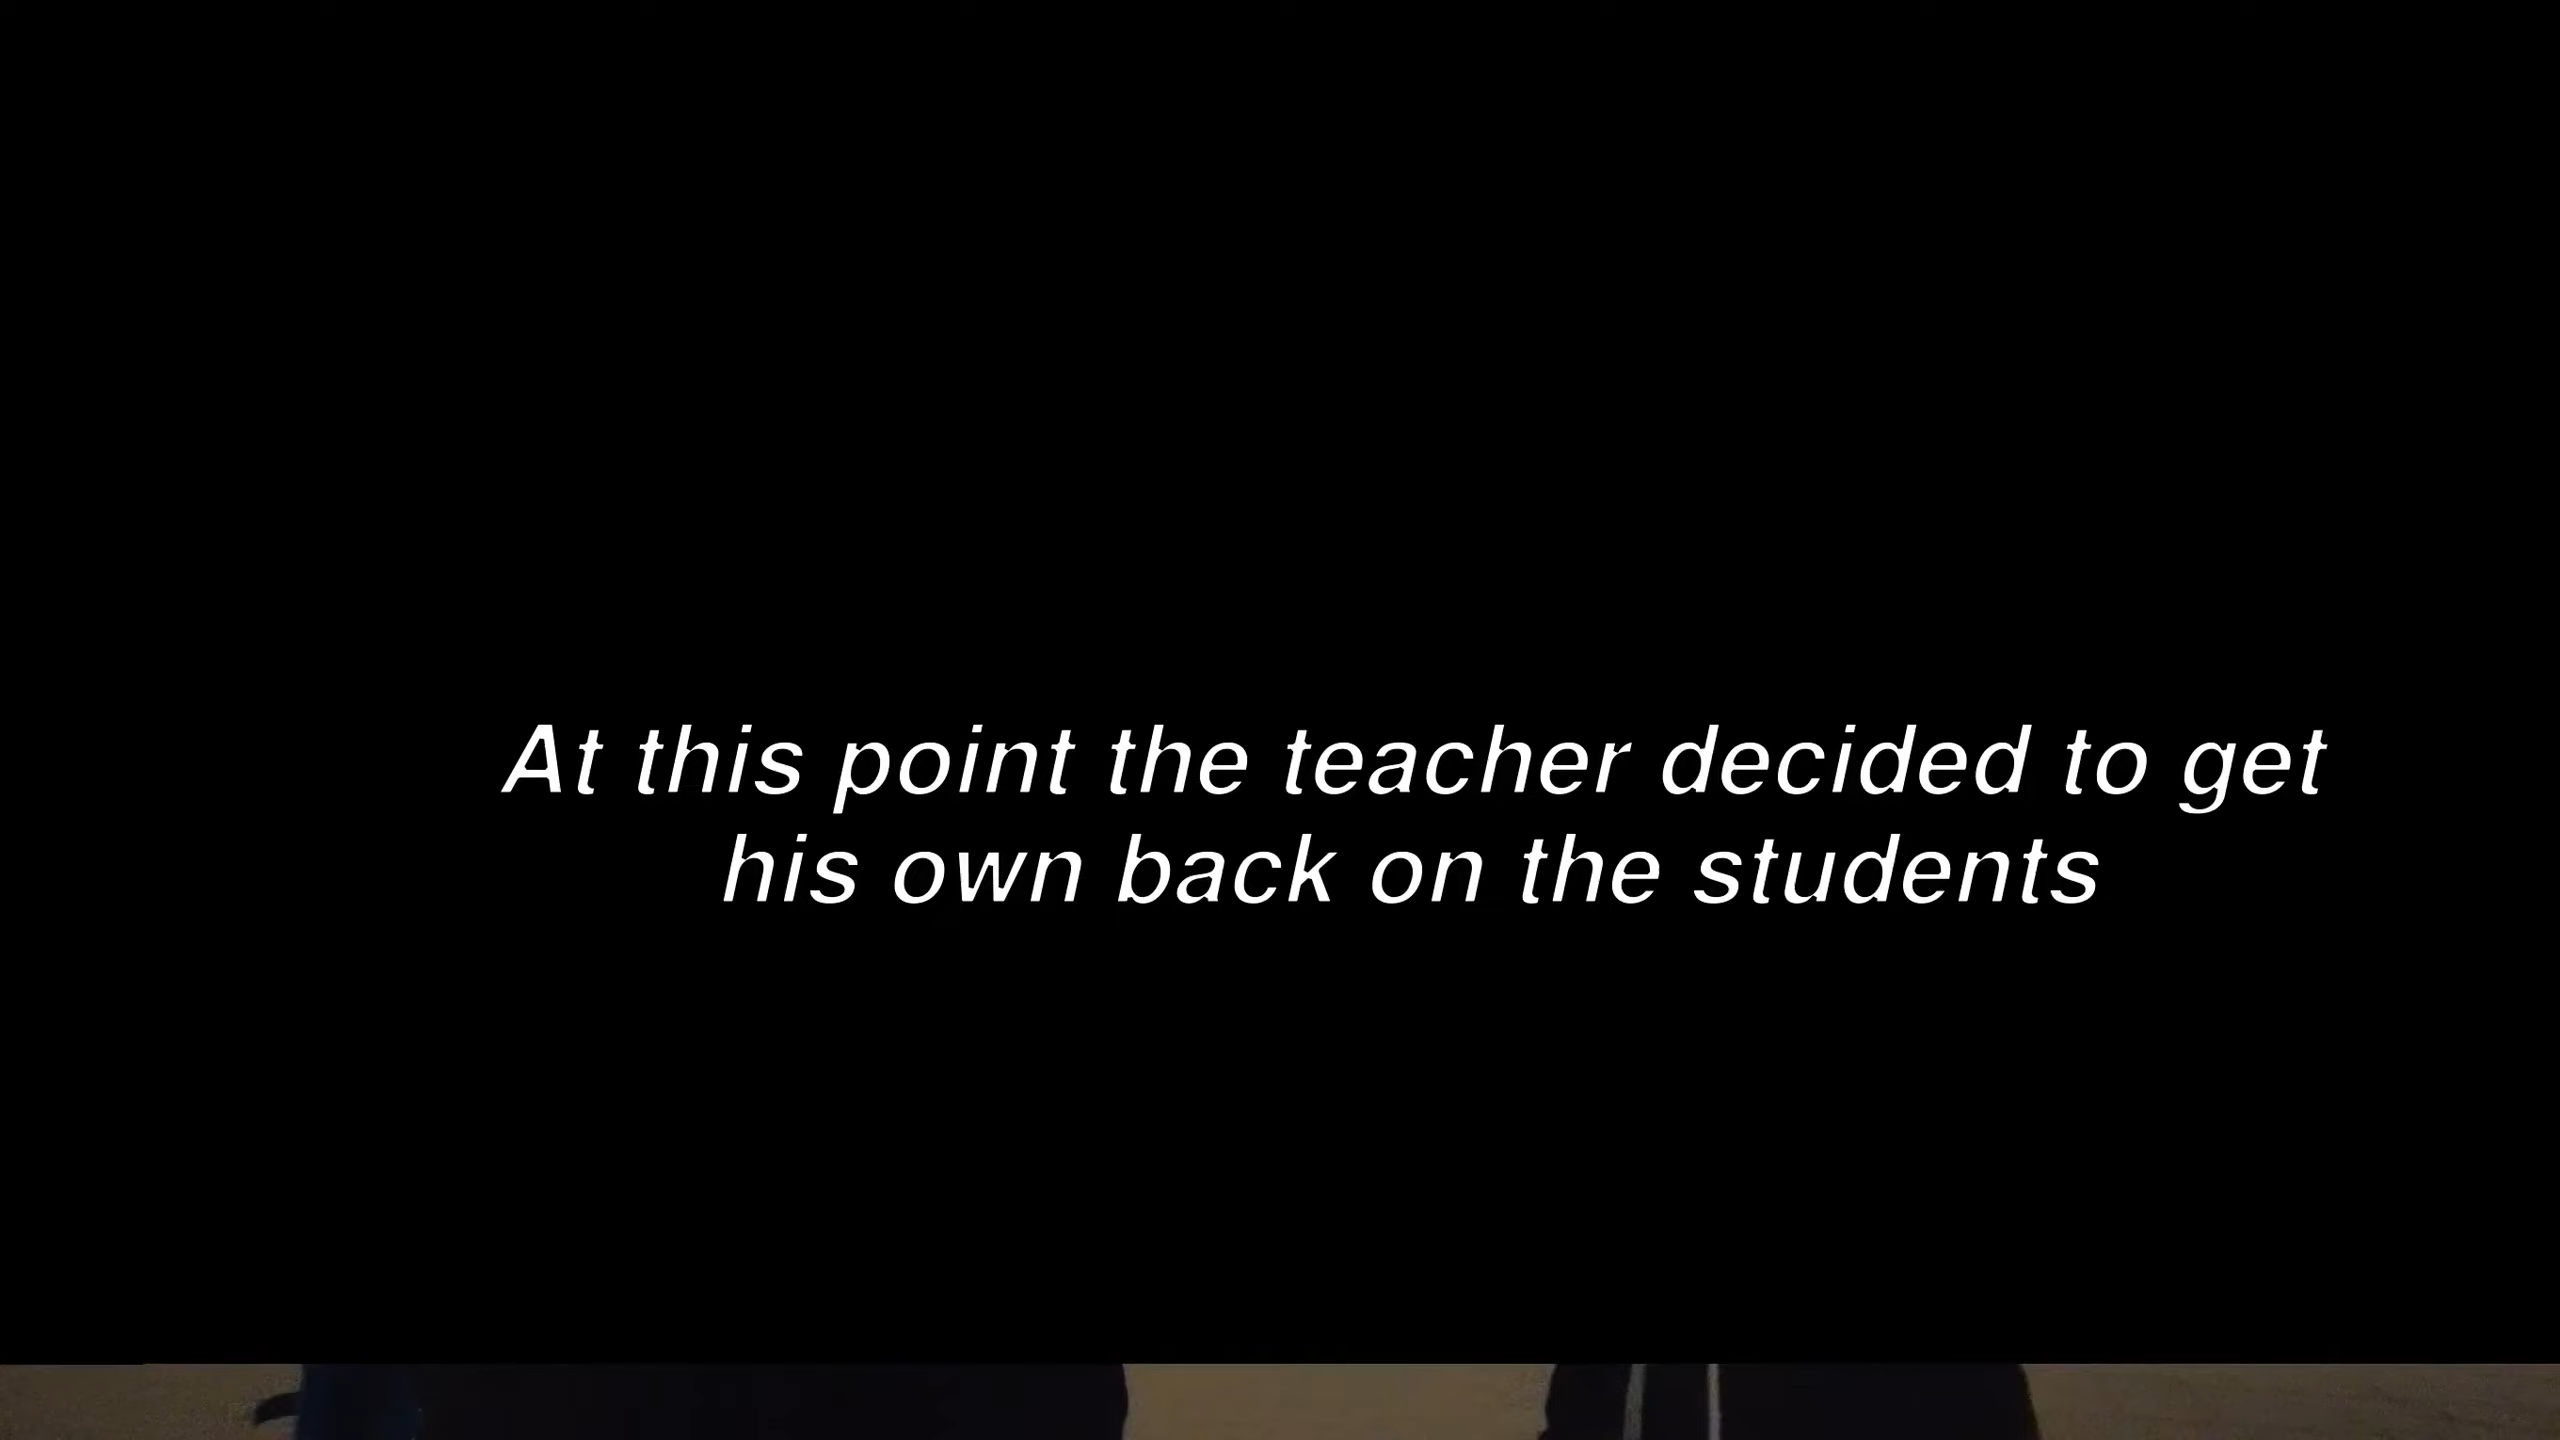 At this point the teacher decided to get
his own back on the students